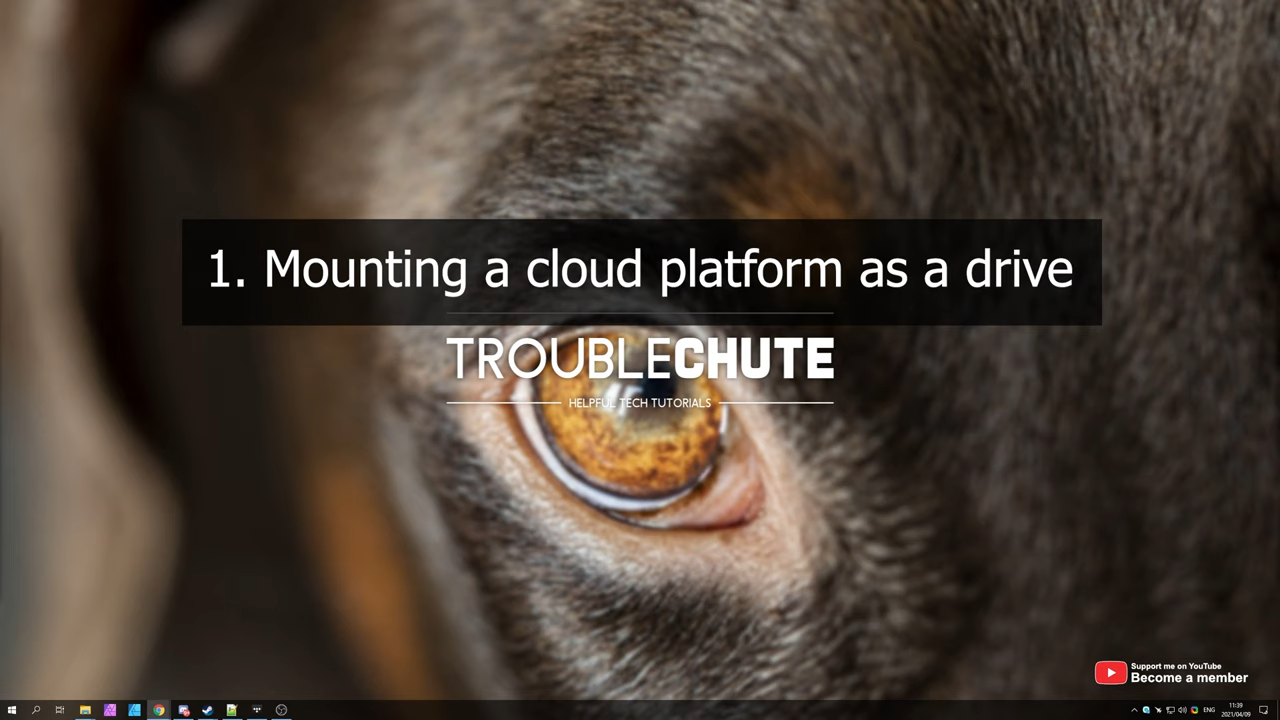 1. Mounting a cloud platform as a drive
TROUBLECHUTE
HELPFUL TECH TUTORIALS
Support me on YouTube
Become a member
ENG
11:39
2021/04/09